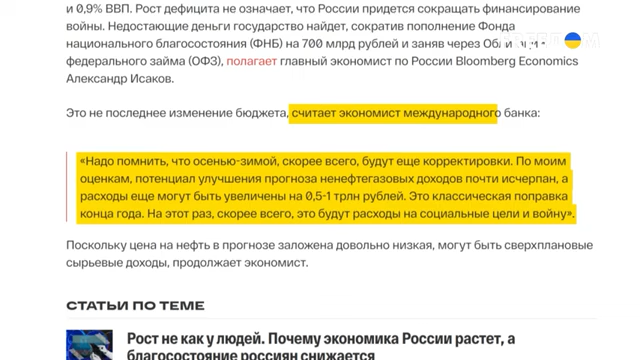 и 0,9% ВВП. Рост дефицита не означает, что России придется сокращать финансирование
войны. Недостающие деньги государство найдет, сократив пополнение Фонда
национального благосостояния (ФНБ) на 700 млрд рублей и заняв через
федерального займа (ОФЗ), полагает главный экономист по России Bloomberg Economics
Александр Исаков.
Это не последнее изменение бюджета, считает экономист международного банка:
«Надо помнить, что осенью-зимой, скорее всего, будут еще корректировки. По моим
оценкам, потенциал улучшения прогноза ненефтегазовых доходов почти исчерпан, а
расходы еще могут быть увеличены на 0,5-1 трлн рублей. Это классическая поправка
конца года. На этот раз, скорее всего, это будут расходы на социальные цели и войну».
Поскольку цена на нефть в прогнозе заложена довольно низкая, могут быть сверхплановые
сырьевые доходы, продолжает экономист.
СТАТЬИ ПО ТЕМЕ
Рост не как у людей. Почему экономика России растет, а
благосостояние россиян снижается